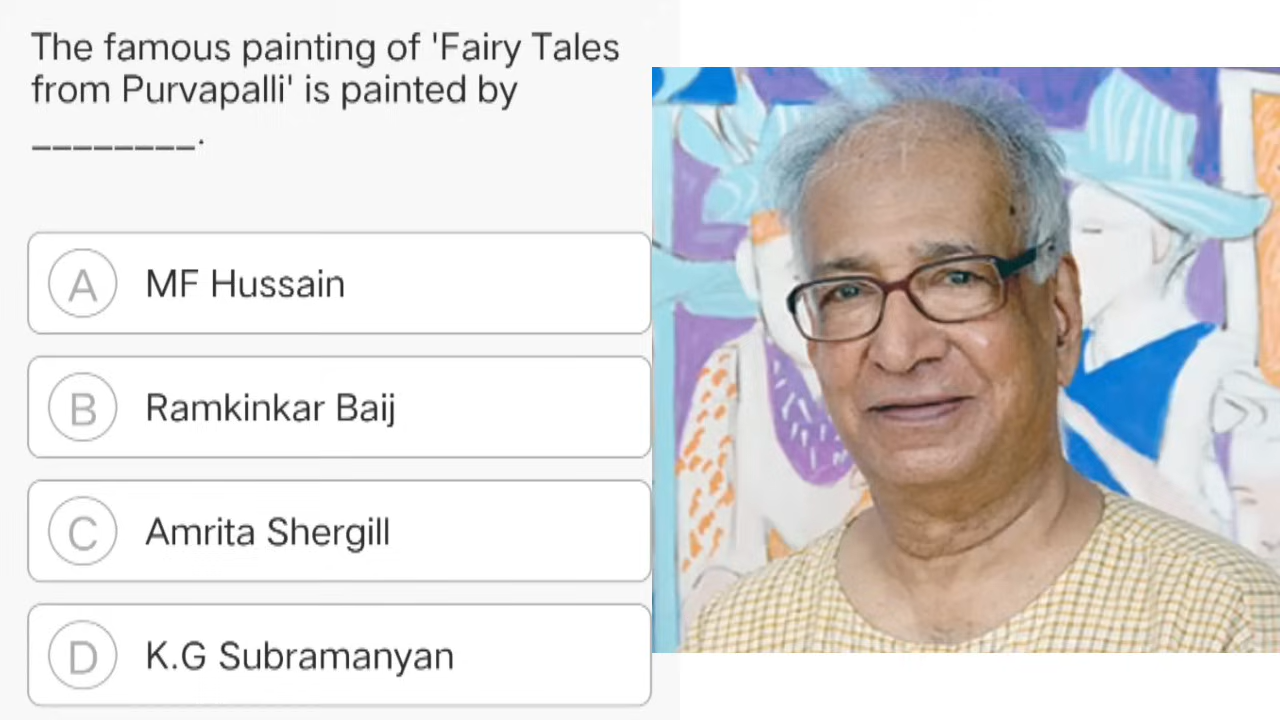 The famous painting of 'Fairy Tales
from Purvapalli' is painted by
________.
A MF Hussain
B Ramkinkar Baij
C Amrita Shergill
D K.G Subramanyan